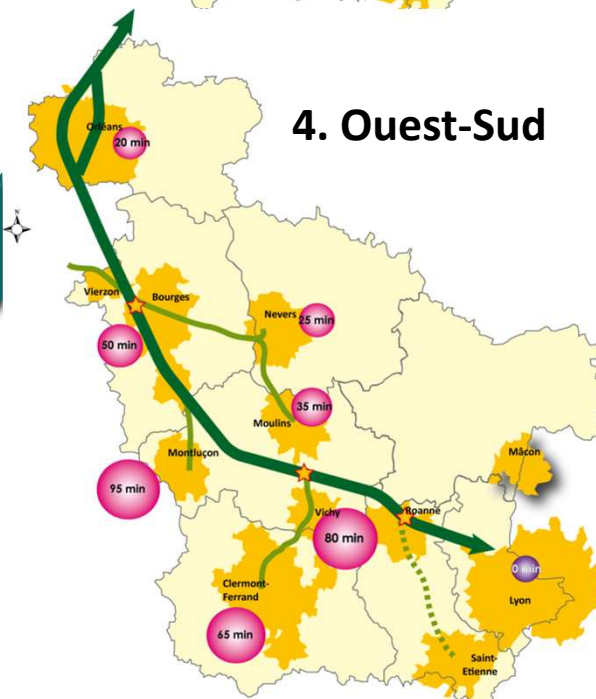 4. Ouest-Sud
N
Orléans
20 min
Vierzon
Bourges
Nevers
25 min
50 min
35 min
Moulins
Montluçon
Mâcon
95 min
Vichy
Roanne
80 min
0 min
Clermont-
Ferrand
Lyon
65 min
Saint-
Etienne